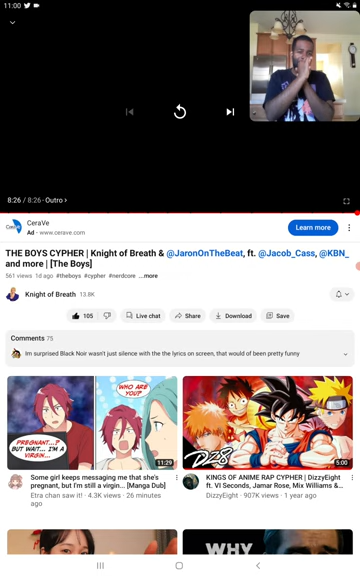 11:00
8:26 / 8:26 · Outro
CeraVe
CeraVe
Ad · www.cerave.com
Learn more
THE BOYS CYPHER | Knight of Breath & @JaronOnTheBeat, ft. @Jacob_Cass, @KBN_
and more | [The Boys]
561 views 1d ago #theboys #cypher #nerdcore ...more
Knight of Breath 13.8K
105
Live chat
Share
Download
Save
Comments 75
Im surprised Black Noir wasn't just silence with the the lyrics on screen, that would of been pretty funny
PREGNANT...?
BUT WAIT... I'M A
VIRGIN...
WHO ARE
YOU?
11:29
DZ8
5:00
Some girl keeps messaging me that she's
pregnant, but I'm still a virgin... [Manga Dub]
Etra chan saw it! · 4.3K views · 26 minutes
ago
KINGS OF ANIME RAP CYPHER | DizzyEight
ft. VI Seconds, Jamar Rose, Mix Williams &...
DizzyEight · 907K views · 1 year ago
WHY